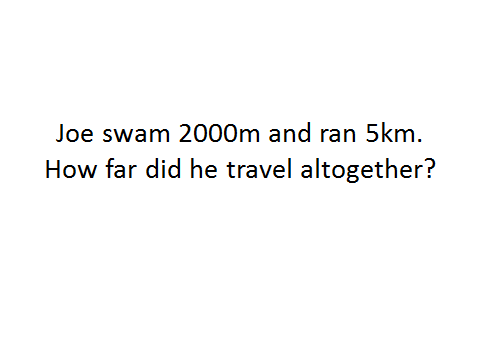 Joe swam 2000m and ran 5km.
How far did he travel altogether?